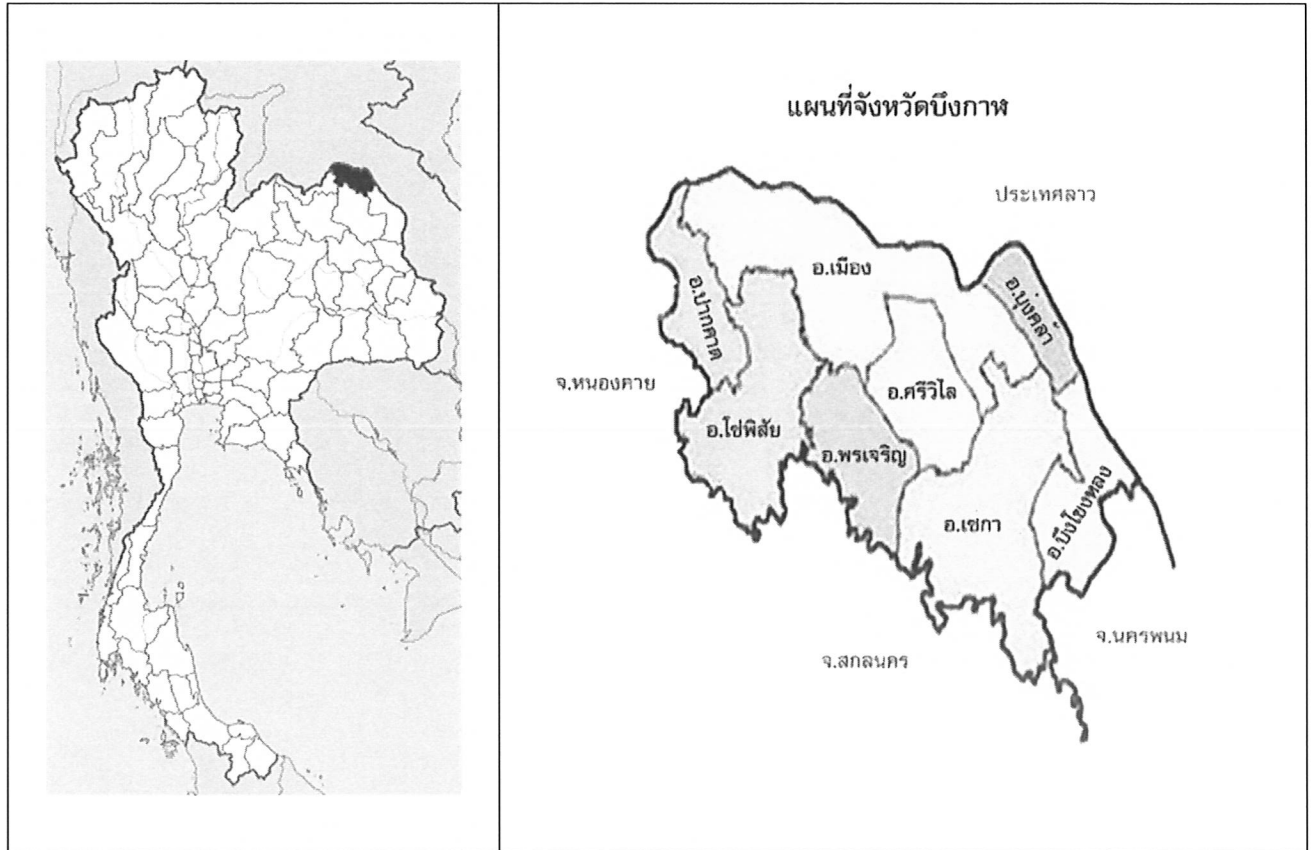 แผนที่จังหวัดบึงกาฬ
ประเทศลาว
อ.เมือง
อ.บุ่งคล้า
อ.ปากคาด
จ.หนองคาย
อ.ศรีวิไล
อ.โซ่พิสัย
อ.พรเจริญ
อ.เซกา
อ.บึงโขงหลง
จ.นครพนม
จ.สกลนคร